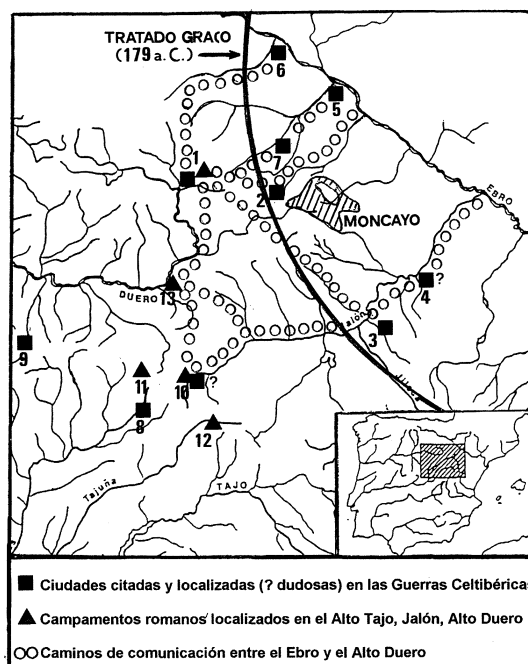 TRATADO GRACO
(179 a. C.)
6
5
1
7
2
MONCAYO
EBRO
4
?
13
DUERO
Jalón
3
9
11
10
(?
8
12
Tajuña
TAJO
Ciudades citadas y localizadas (? dudosas) en las Guerras Celtibéricas
Campamentos romanos localizados en el Alto Tajo, Jalón, Alto Duero
Caminos de comunicación entre el Ebro y el Alto Duero